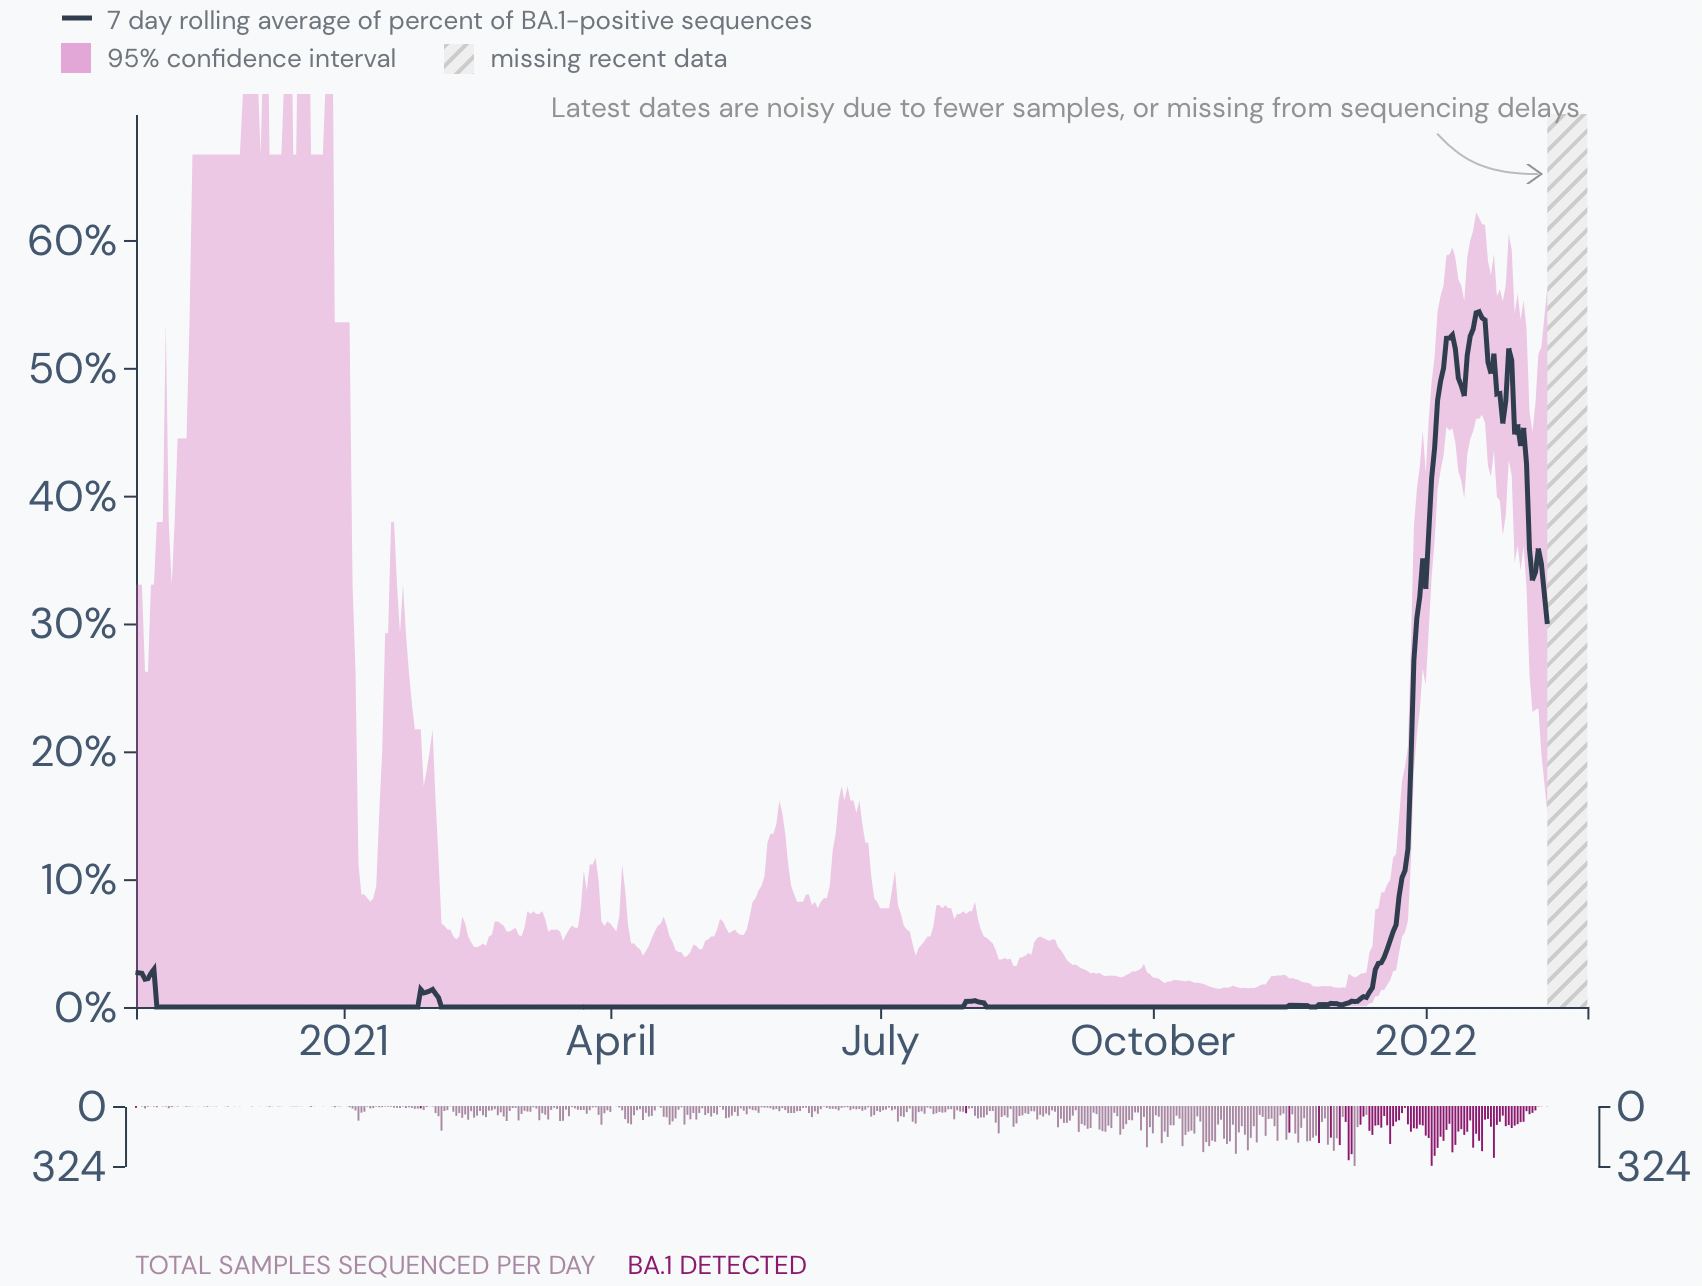 7 day rolling average of percent of BA.1-positive sequences
95% confidence interval missing recent data
Latest dates are noisy due to fewer samples, or missing from sequencing delays
60%
50%
40%
30%
20%
10%
0%
2021 April July October 2022
0 0
324 324
TOTAL SAMPLES SEQUENCED PER DAY BA.1 DETECTED